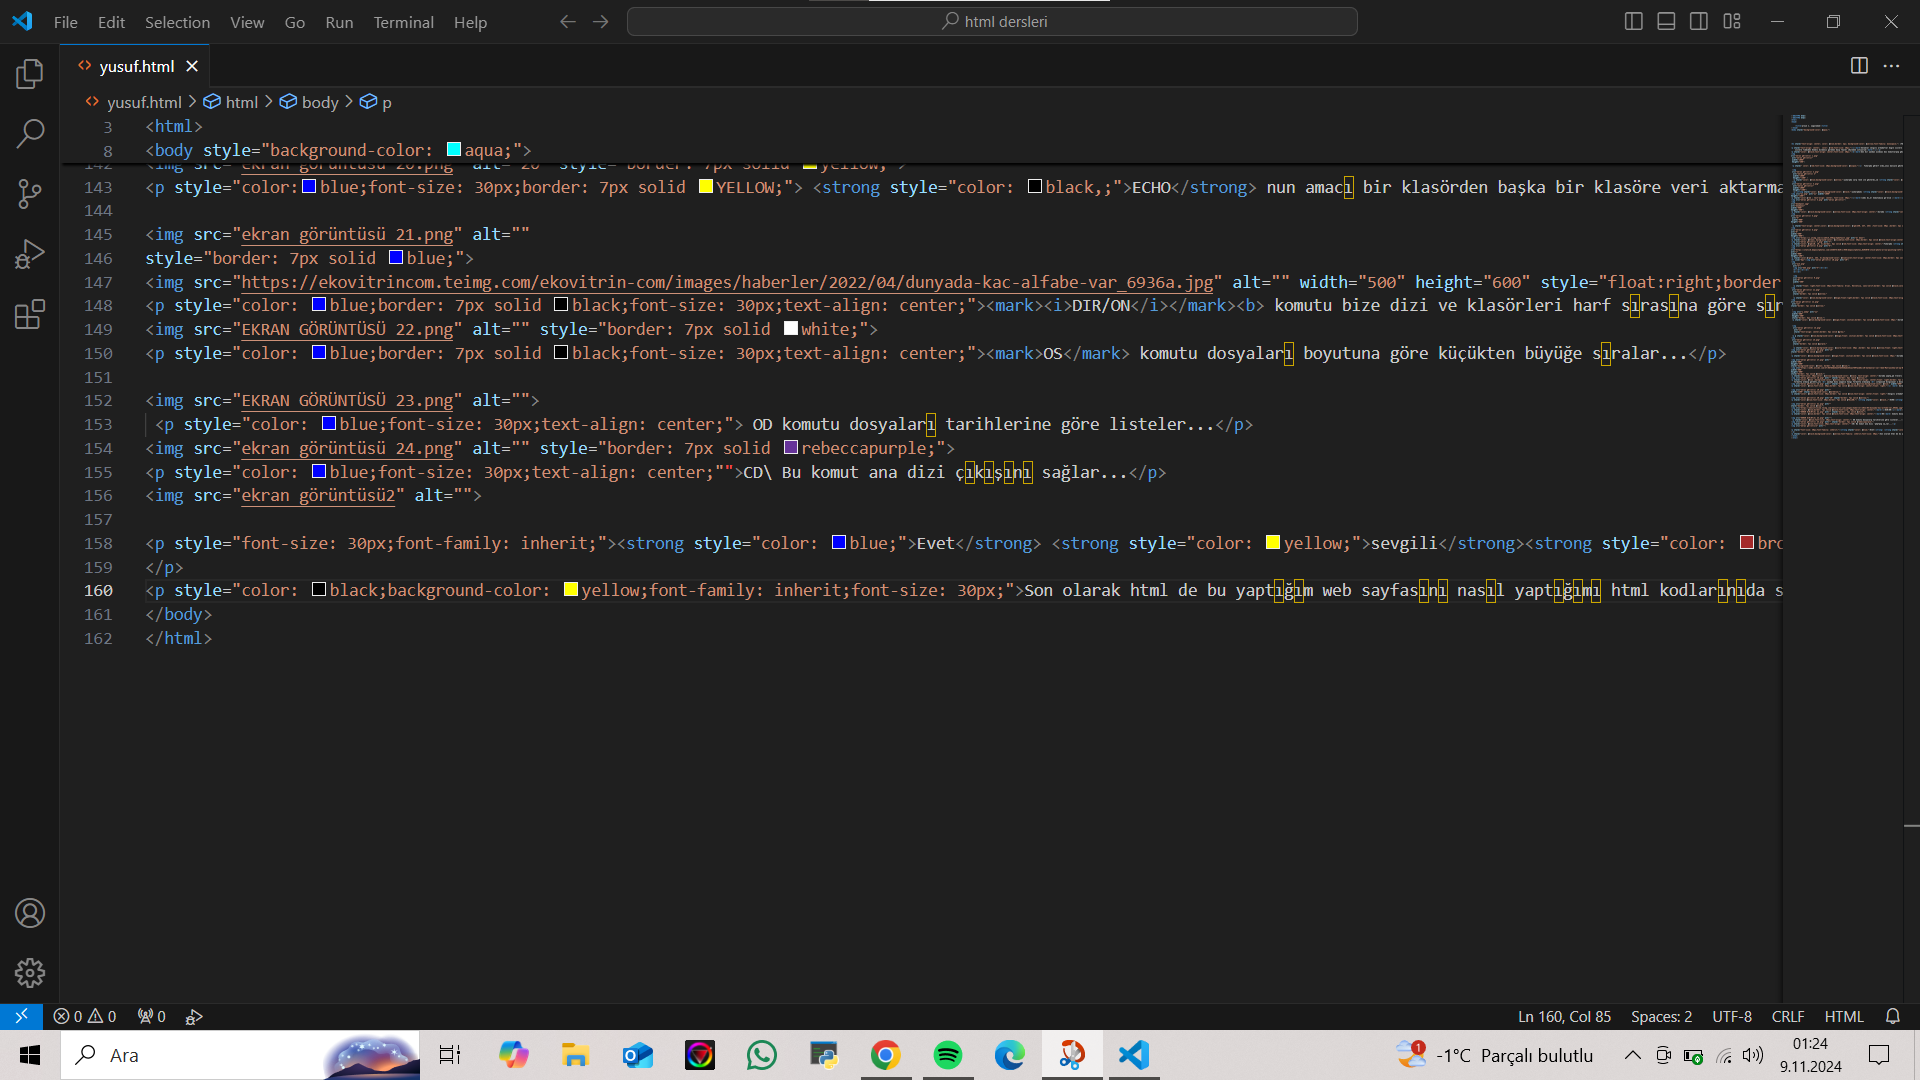 File Edit Selection View Go Run Terminal Help
html dersleri
yusuf.html
yusuf.html > html > body > p
3 <html>
8 <body style="background-color: aqua;">
143 <p style="color:blue;font-size: 30px;border: 7px solid YELLOW;"> <strong style="color: black,;">ECHO</strong> nun amacı bir klasörden başka bir klasöre veri aktarma
144
145 <img src="ekran görüntüsü 21.png" alt=""
146 style="border: 7px solid blue;">
147 <img src="https://ekovitrincom.teimg.com/ekovitrin-com/images/haberler/2022/04/dunyada-kac-alfabe-var_6936a.jpg" alt="" width="500" height="600" style="float:right;border
148 <p style="color: blue;border: 7px solid black;font-size: 30px;text-align: center;"><mark><i>DIR/ON</i></mark><b> komutu bize dizi ve klasörleri harf sırasına göre sır
149 <img src="EKRAN GÖRÜNTÜSÜ 22.png" alt="" style="border: 7px solid white;">
150 <p style="color: blue;border: 7px solid black;font-size: 30px;text-align: center;"><mark>OS</mark> komutu dosyaları boyutuna göre küçükten büyüğe sıralar...</p>
151
152 <img src="EKRAN GÖRÜNTÜSÜ 23.png" alt="">
153 <p style="color: blue;font-size: 30px;text-align: center;"> OD komutu dosyaları tarihlerine göre listeler...</p>
154 <img src="ekran görüntüsü 24.png" alt="" style="border: 7px solid rebeccapurple;">
155 <p style="color: blue;font-size: 30px;text-align: center;"">CD\ Bu komut ana dizi çıkışını sağlar...</p>
156 <img src="ekran görüntüsü2" alt="">
157
158 <p style="font-size: 30px;font-family: inherit;"><strong style="color: blue;">Evet</strong> <strong style="color: yellow;">sevgili</strong><strong style="color: bro
159 </p>
160 <p style="color: black;background-color: yellow;font-family: inherit;font-size: 30px;">Son olarak html de bu yaptığım web sayfasını nasıl yaptığımı html kodlarınıda s
161 </body>
162 </html>
0 0 0
Ln 160, Col 85 Spaces: 2 UTF-8 CRLF HTML
Ara
1 -1°C Parçalı bulutlu
01:24
9.11.2024